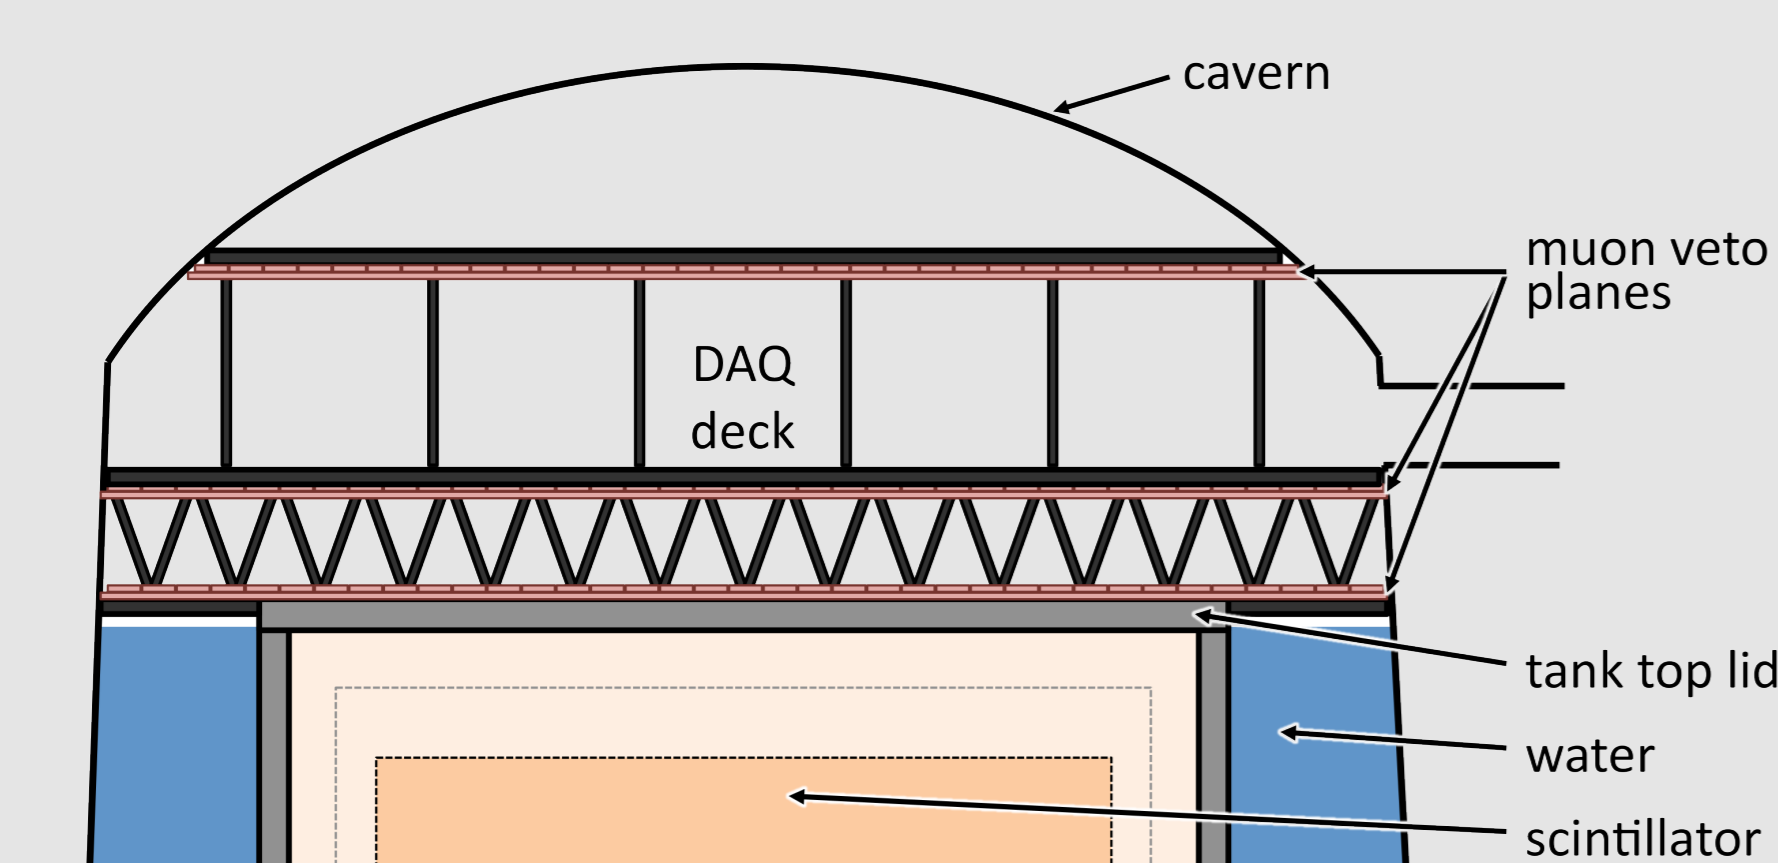 cavern
muon veto
planes
DAQ
deck
tank top lid
water
scintillator